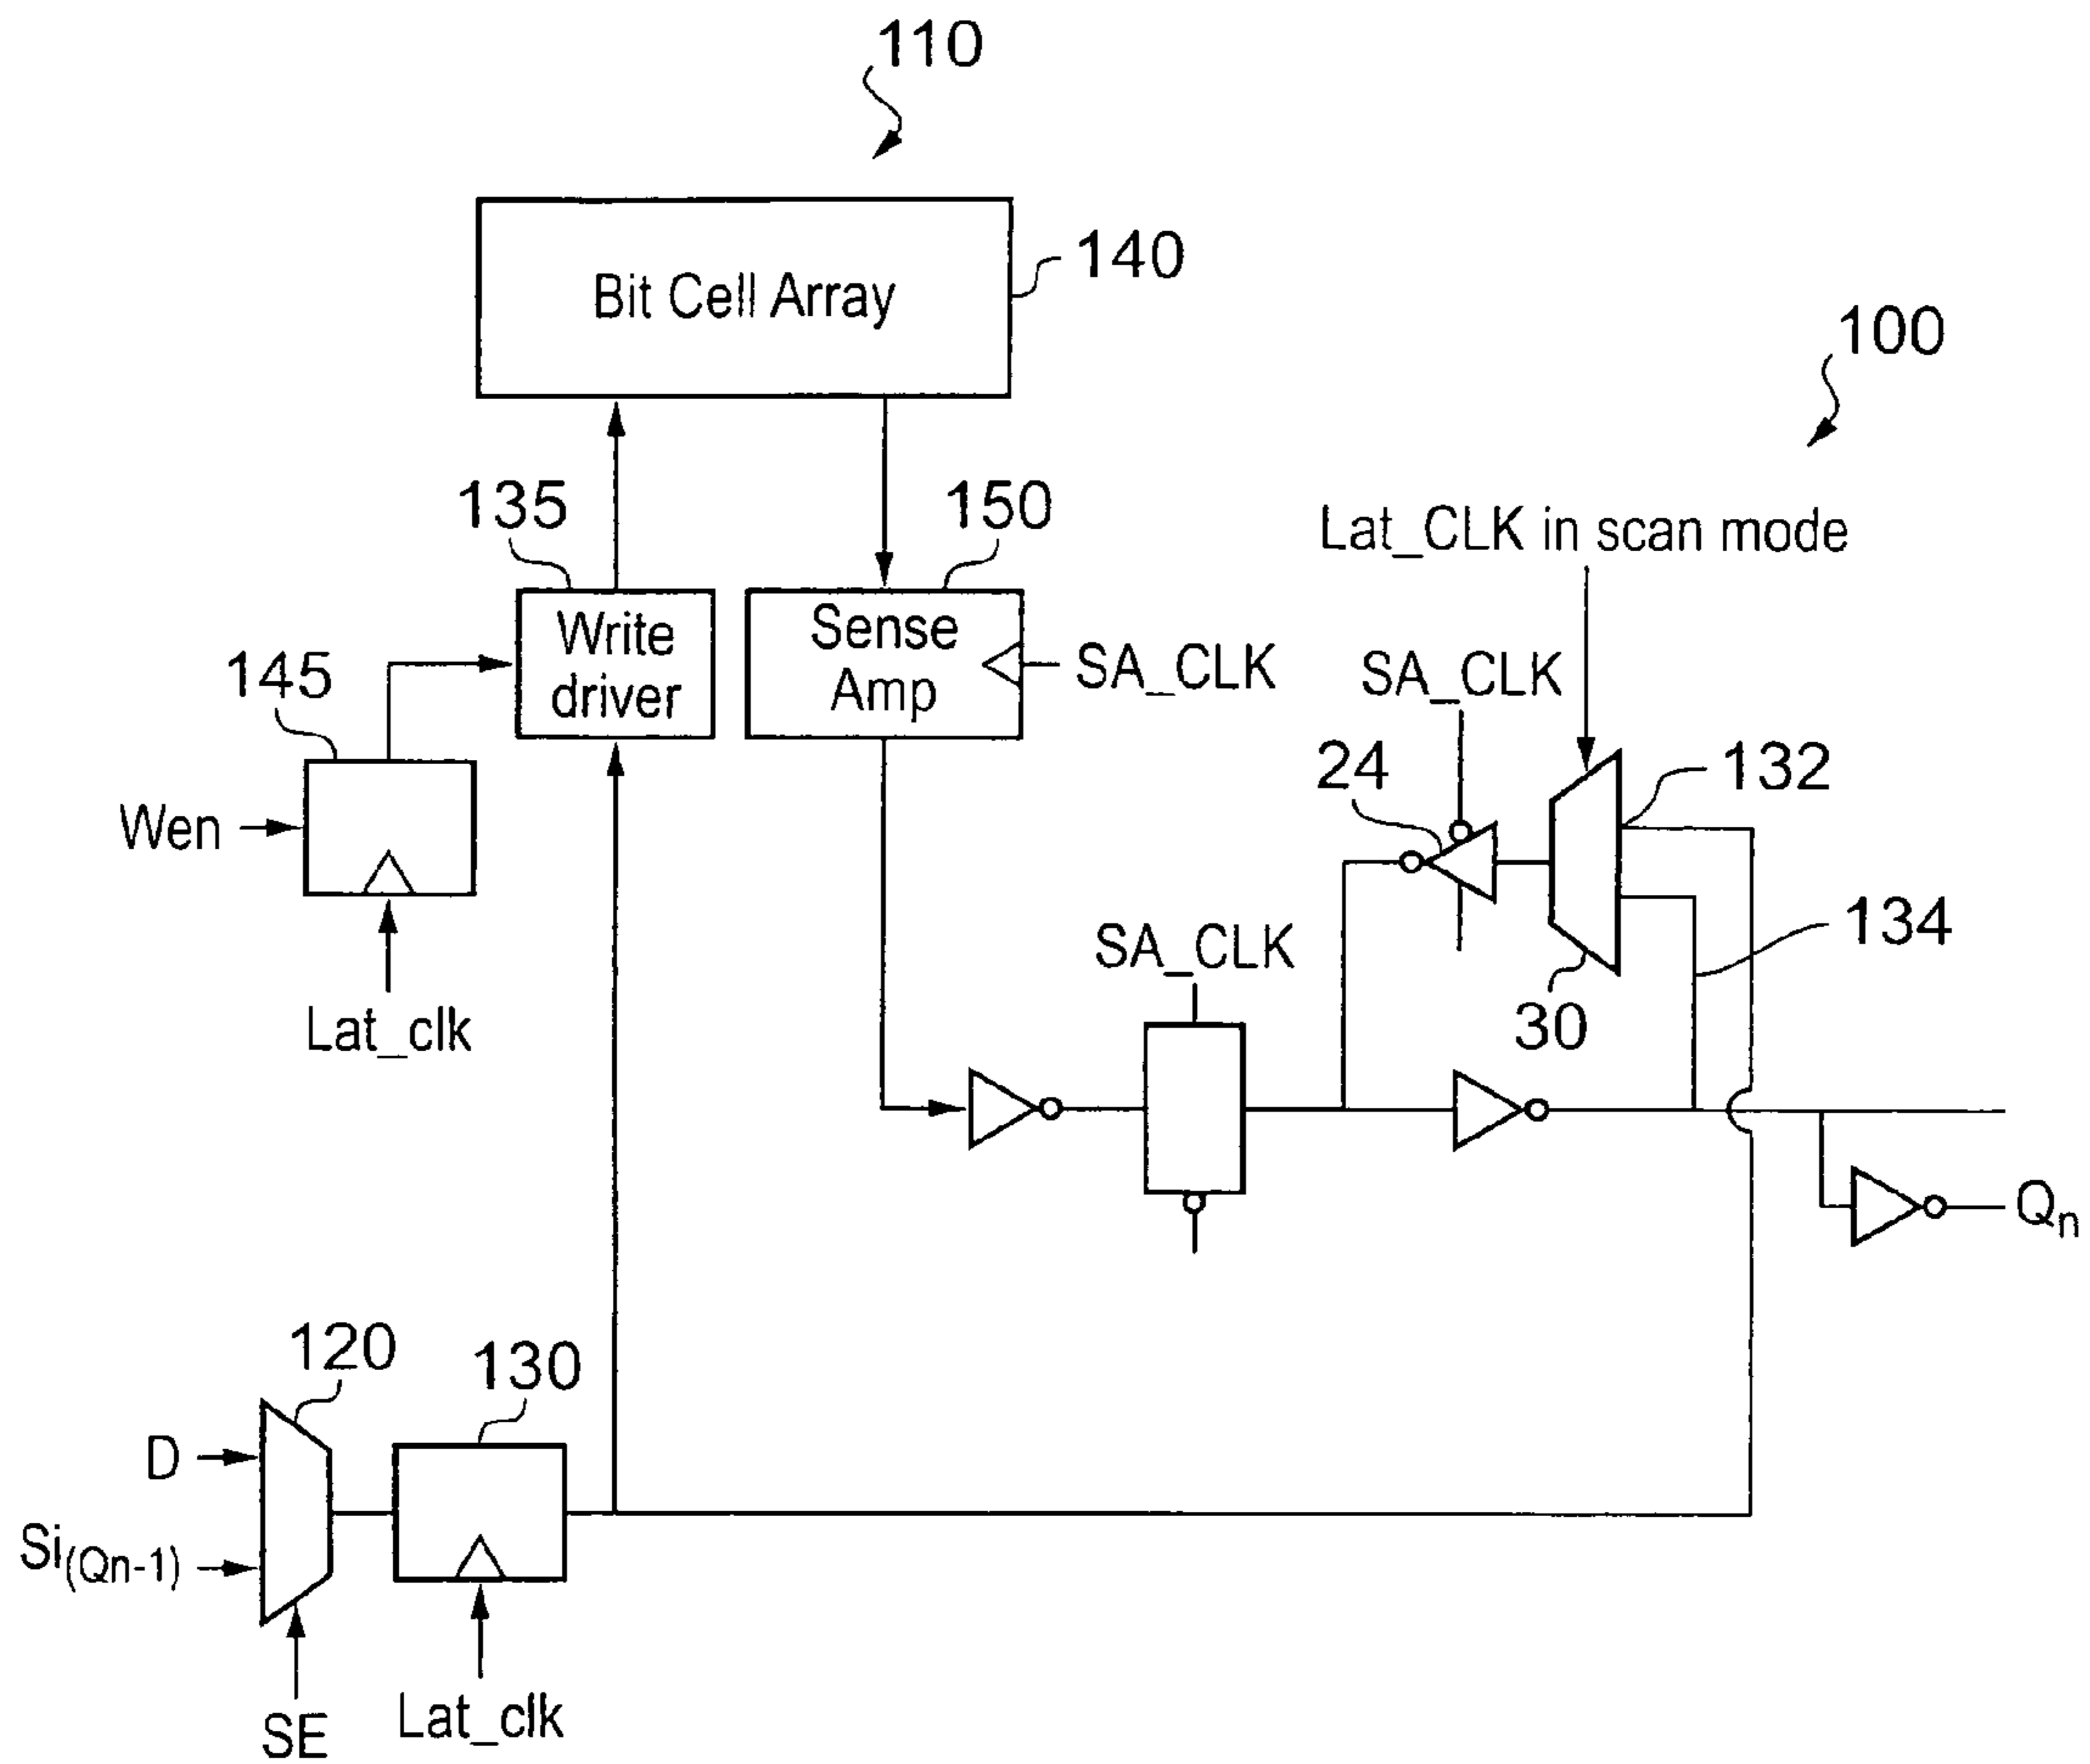 110
140
Bit Cell Array
100
135
150
Lat_CLK in scan mode
Write
driver
Sense
Amp
SA_CLK
SA_CLK
145
24
132
Wen
134
SA_CLK
30
Lat_clk
Qn
120
130
D
Si(Qn-1)
SE
Lat_clk